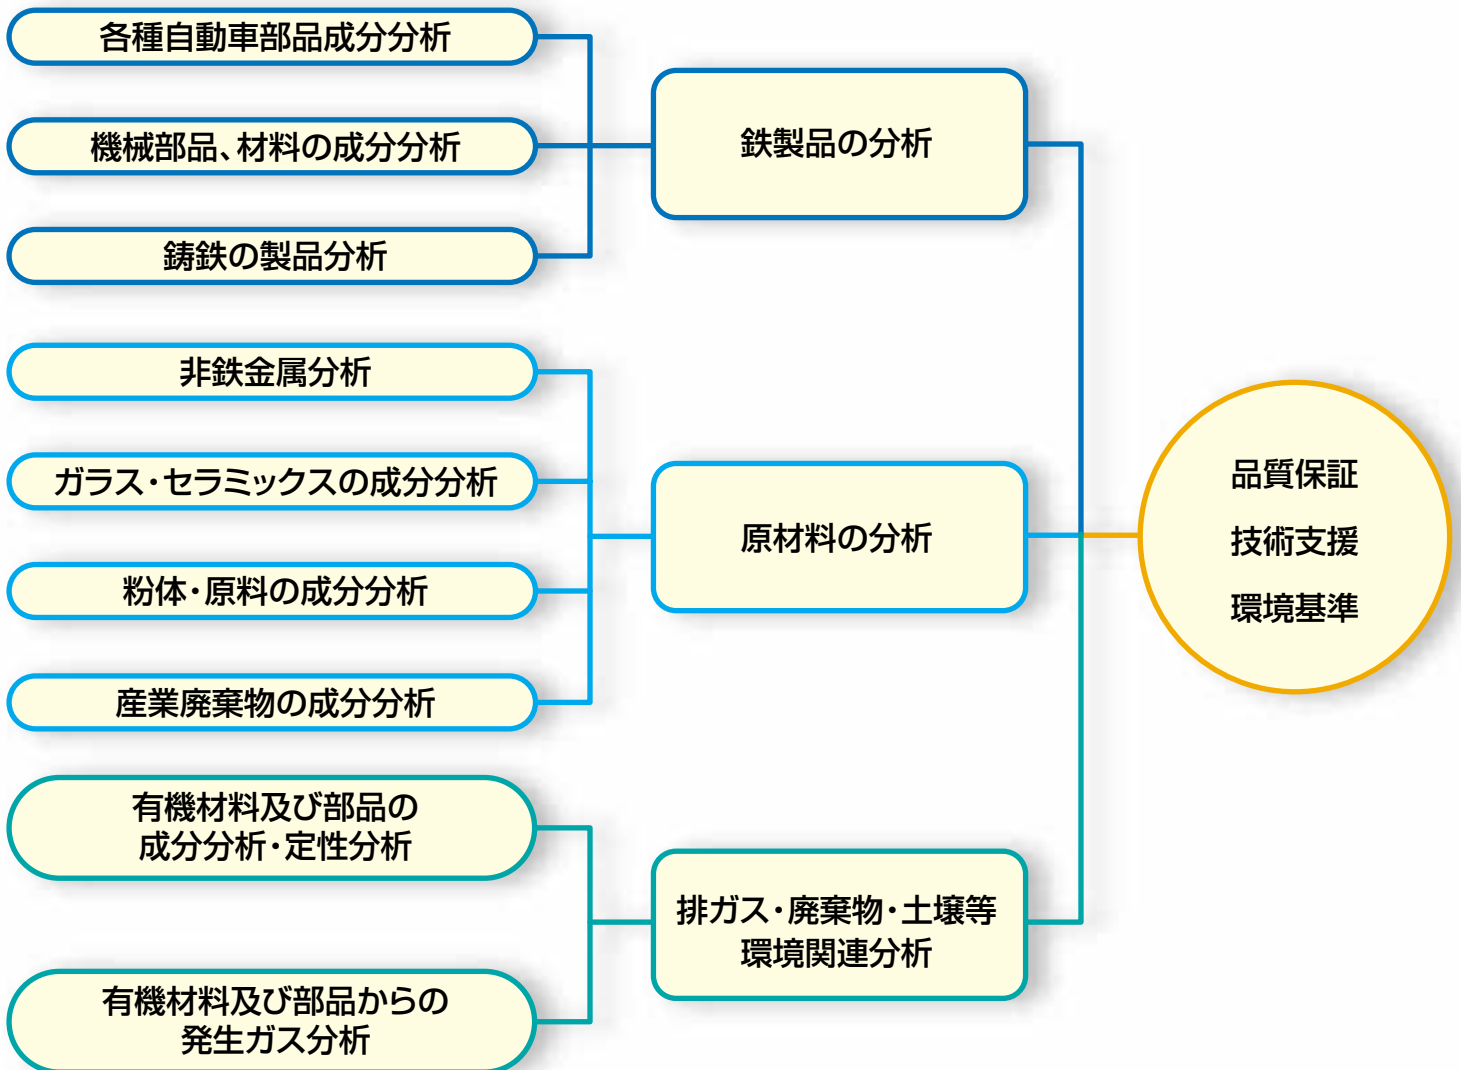 各種自動車部品成分分析
機械部品、材料の成分分析
鋳鉄の製品分析
鉄製品の分析
非鉄金属分析
ガラス・セラミックスの成分分析
粉体・原料の成分分析
産業廃棄物の成分分析
原材料の分析
有機材料及び部品の
成分分析・定性分析
有機材料及び部品からの
発生ガス分析
排ガス・廃棄物・土壌等
環境関連分析
品質保証
技術支援
環境基準